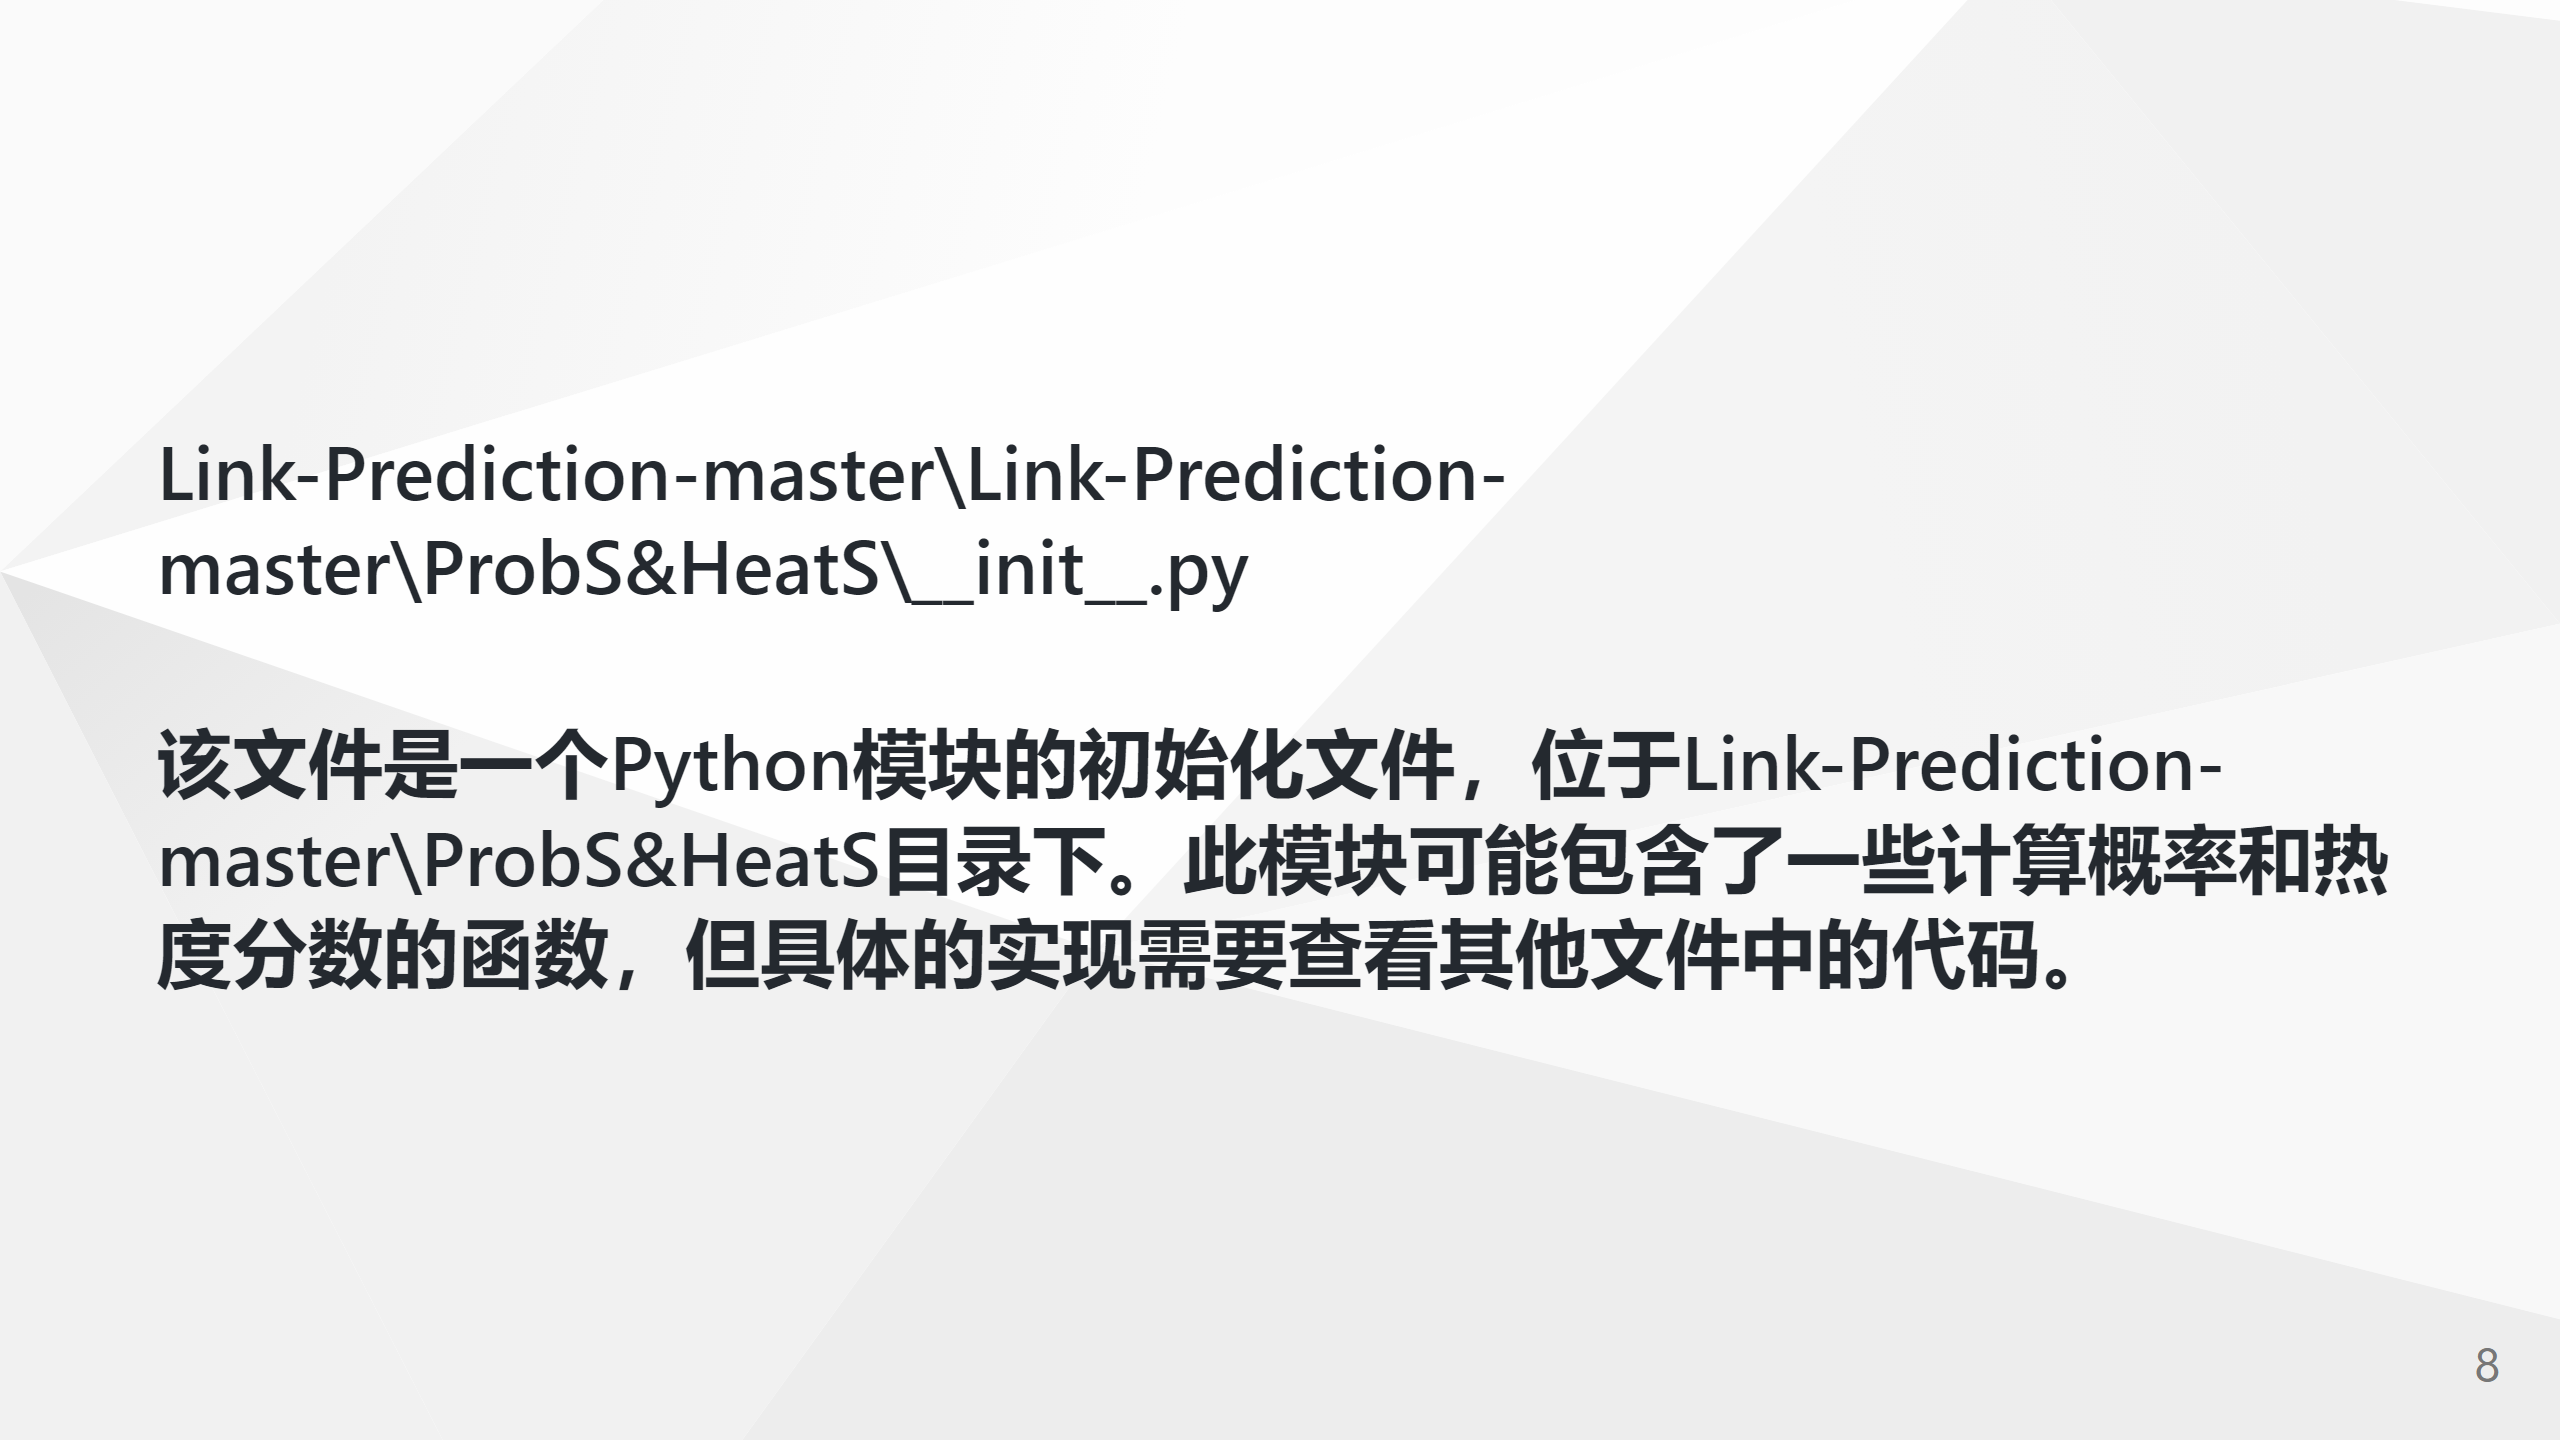 Link-Prediction-master\Link-Prediction-
master\ProbS&HeatS\__init__.py
该文件是一个Python模块的初始化文件，位于Link-Prediction-
master\ProbS&HeatS目录下。此模块可能包含了一些计算概率和热
度分数的函数，但具体的实现需要查看其他文件中的代码。
8